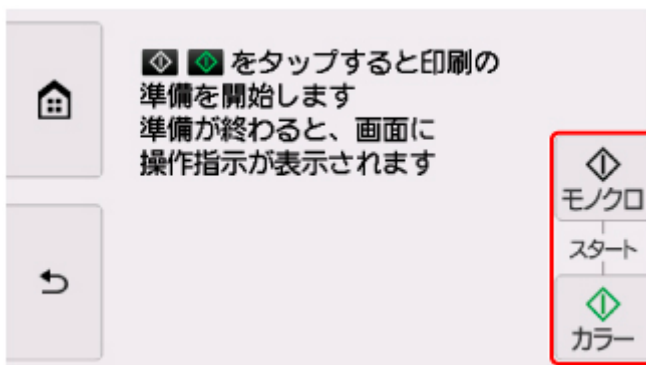 をタップすると印刷の
準備を開始します
準備が終わると、画面に
操作指示が表示されます
モノクロ
スタート
カラー